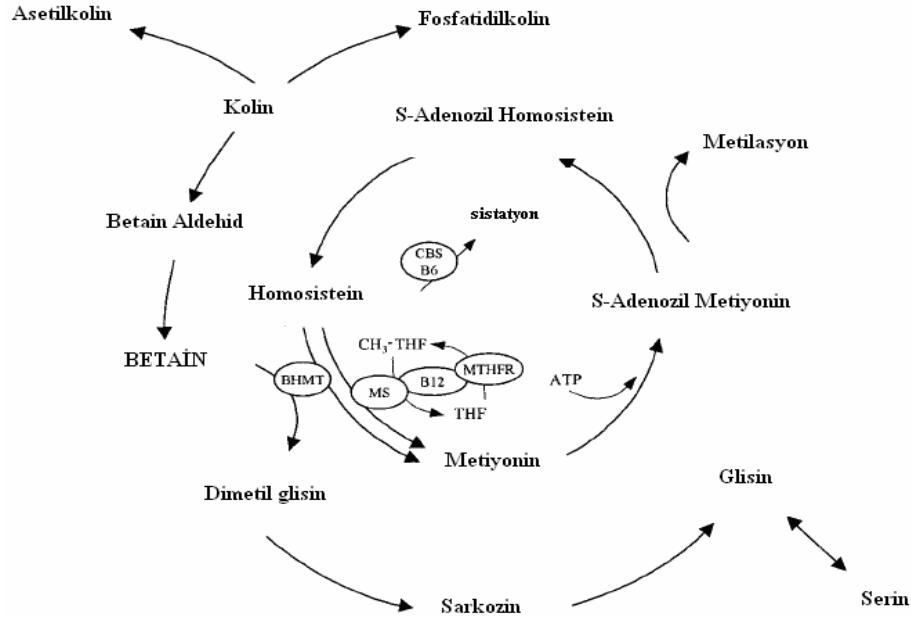 Asetilkolin
Fosfatidilkolin
Kolin
S-Adenozil Homosistein
Metilasyon
Betain Aldehid
sistatyon
CBS
B6
Homosistein
S-Adenozil Metiyonin
BETAİN
CH₃-THF
MTHFR
BHMT
B12
ATP
MS
THF
Metiyonin
Glisin
Dimetil glisin
Sarkozin
Serin